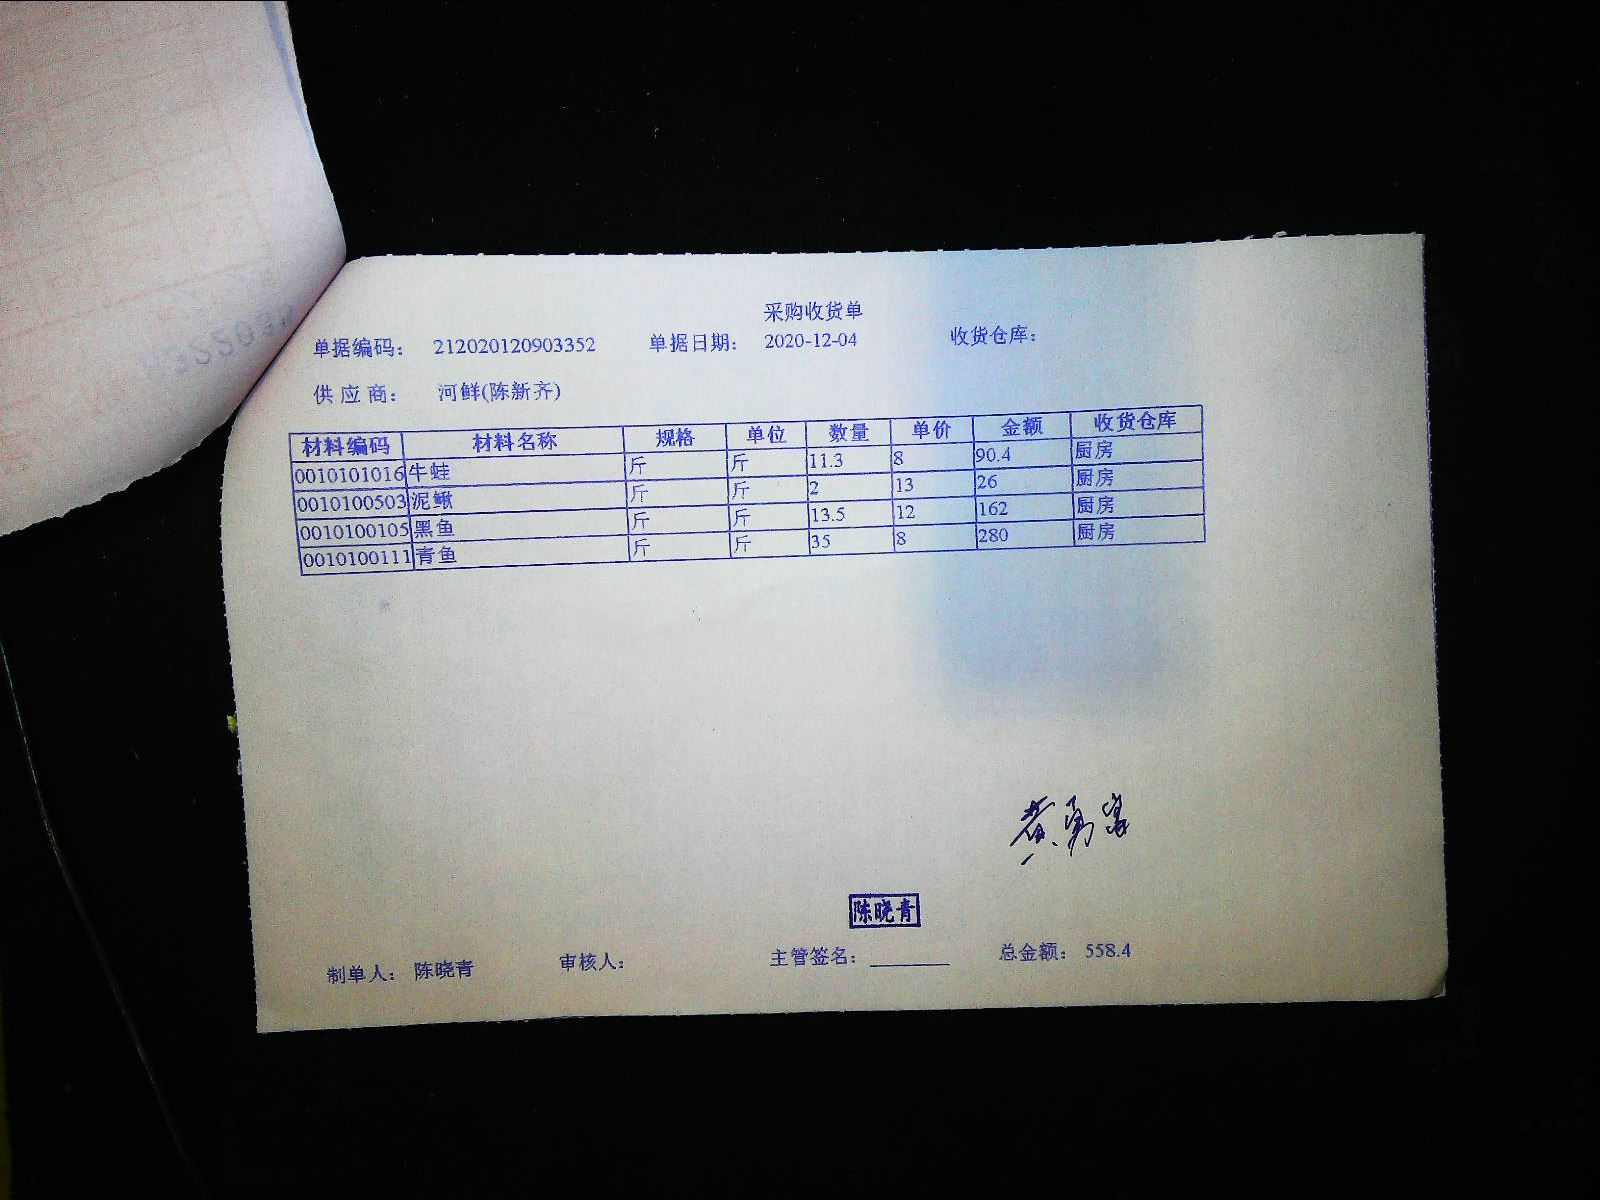 采购收货单
单据编码： 212020120903352 单据日期： 2020-12-04 收货仓库：
供 应 商： 河鲜(陈新齐)
材料编码 材料名称 规格 单位 数量 单价 金额 收货仓库
0010101016 牛蛙 斤 斤 11.3 8 90.4 厨房
0010100503 泥鳅 斤 斤 2 13 26 厨房
0010100105 黑鱼 斤 斤 13.5 12 162 厨房
0010100111 青鱼 斤 斤 35 8 280 厨房
陈晓青
制单人： 陈晓青 审核人： 主管签名： 总金额： 558.4